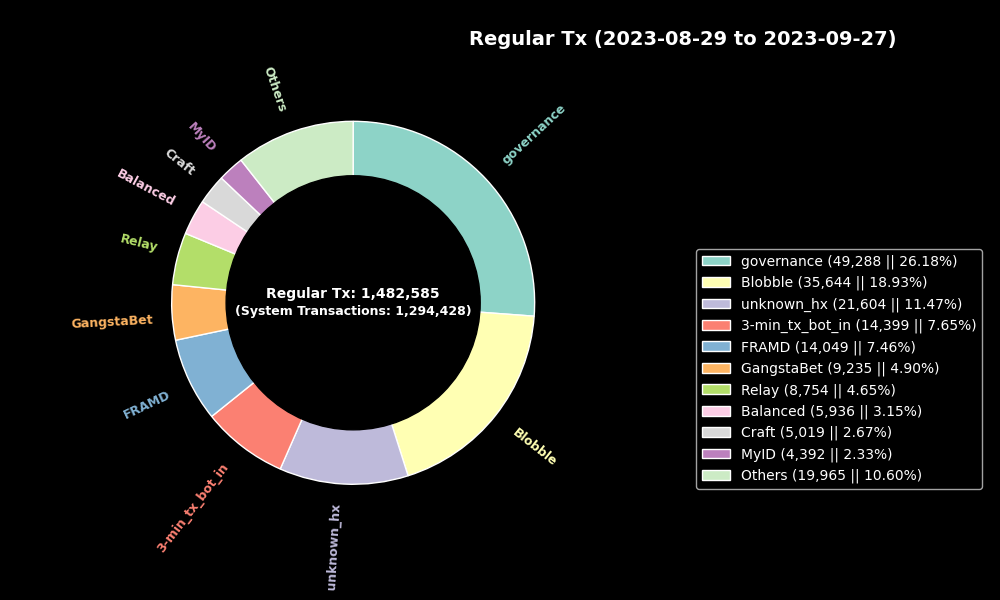 Regular Tx (2023-08-29 to 2023-09-27)
Others
governance
MyID
Craft
Balanced
Relay
GangstaBet
FRAMD
3-min_tx_bot_in
unknown_hx
Blobble
Regular Tx: 1,482,585
(System Transactions: 1,294,428)
governance (49,288 || 26.18%)
Blobble (35,644 || 18.93%)
unknown_hx (21,604 || 11.47%)
3-min_tx_bot_in (14,399 || 7.65%)
FRAMD (14,049 || 7.46%)
GangstaBet (9,235 || 4.90%)
Relay (8,754 || 4.65%)
Balanced (5,936 || 3.15%)
Craft (5,019 || 2.67%)
MyID (4,392 || 2.33%)
Others (19,965 || 10.60%)